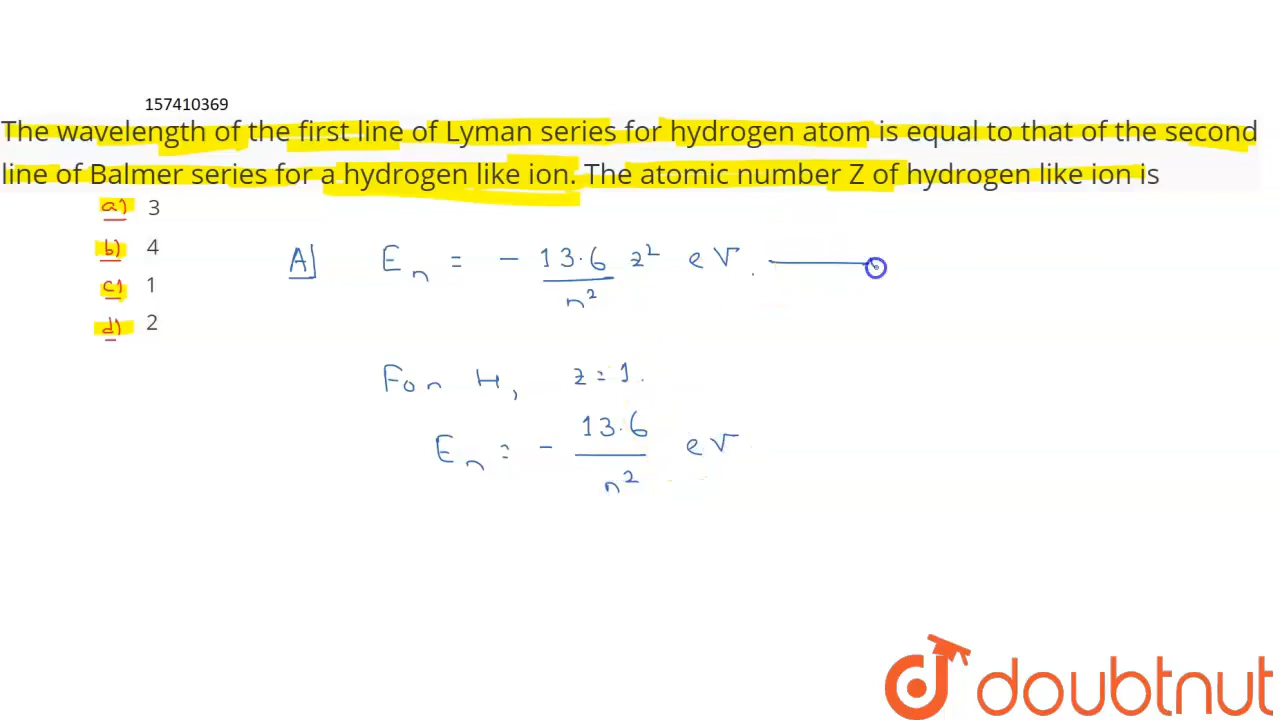 157410369
The wavelength of the first line of Lyman series for hydrogen atom is equal to that of the second
line of Balmer series for a hydrogen like ion. The atomic number Z of hydrogen like ion is
a) 3
b) 4
c) 1
d) 2
A] En = - 13.6/n² z² eV.
For H, z=1.
En = - 13.6/n² eV
doubtnut